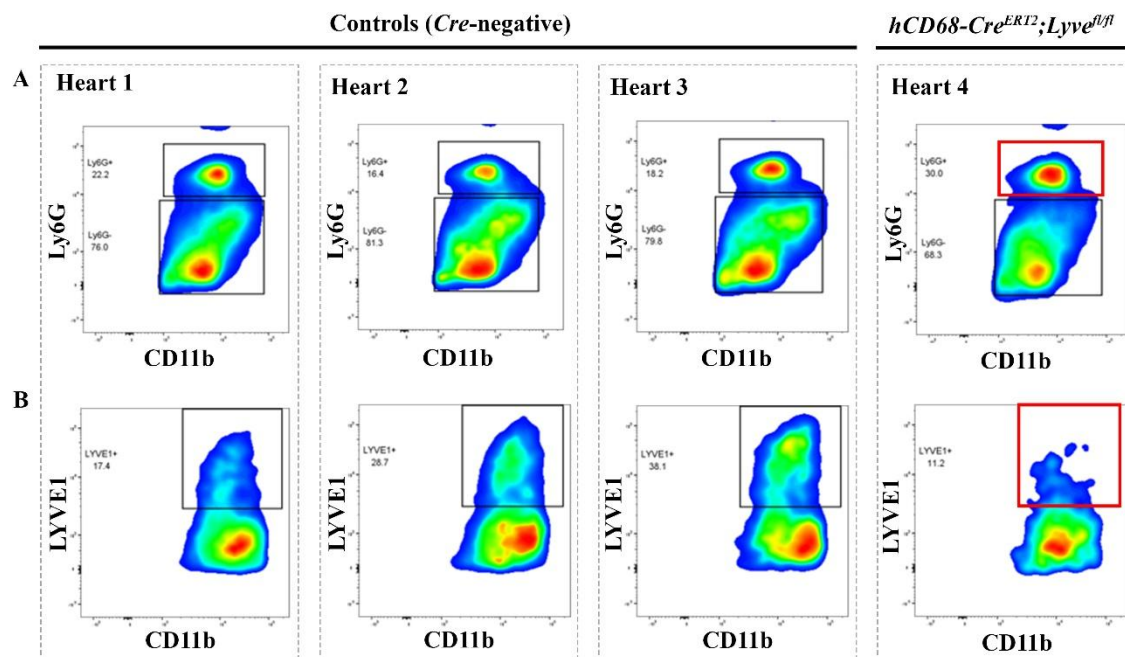 Controls (Cre-negative)
hCD68-CreERT2;Lyvefl/fl
A
Heart 1
Heart 2
Heart 3
Heart 4
Ly6G
Ly6G+
22.2
Ly6G-
76.0
CD11b
Ly6G
Ly6G+
16.4
Ly6G-
81.3
CD11b
Ly6G
Ly6G+
18.2
Ly6G-
79.8
CD11b
Ly6G
Ly6G+
30.0
Ly6G-
68.3
CD11b
B
LYVE1
LYVE1+
17.4
CD11b
LYVE1
LYVE1+
28.7
CD11b
LYVE1
LYVE1+
38.1
CD11b
LYVE1
LYVE1+
11.2
CD11b